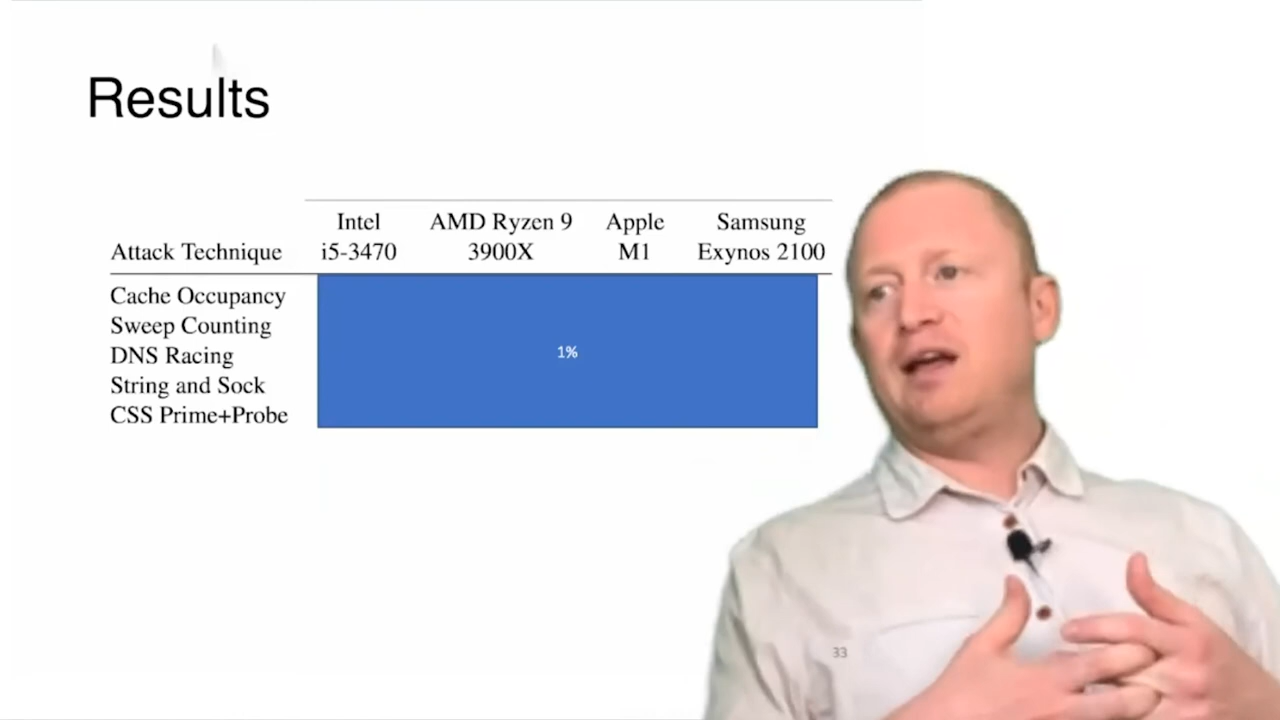 Results
Intel AMD Ryzen 9 Apple Samsung
Attack Technique i5-3470 3900X M1 Exynos 2100
Cache Occupancy
Sweep Counting
DNS Racing 1%
String and Sock
CSS Prime+Probe
33